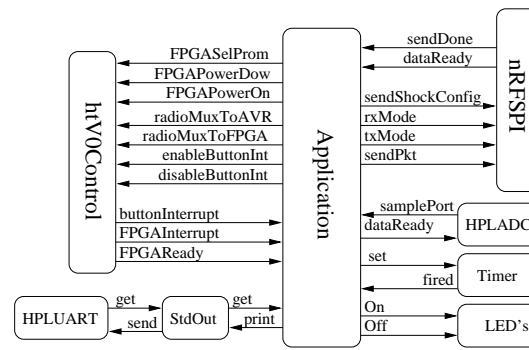 sendDone
dataReady
FPGASelProm
FPGAPowerDow
FPGAPowerOn
radioMuxToAVR
radioMuxToFPGA
enableButtonInt
disableButtonInt
buttonInterrupt
FPGAInterrupt
FPGAReady
htV0Control
Application
nRFSPI
sendShockConfig
rxMode
txMode
sendPkt
samplePort
dataReady
HPLADC
set
fired
Timer
On
Off
LED's
HPLUART
get
send
StdOut
get
print